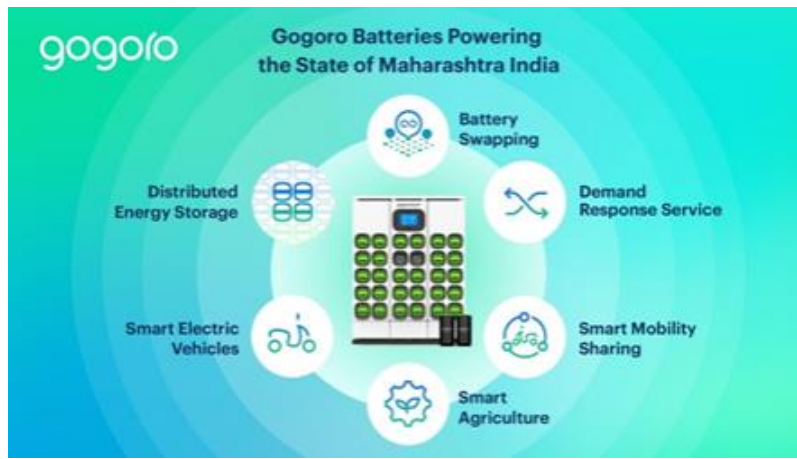 gogoro
Gogoro Batteries Powering
the State of Maharashtra India
Battery
Swapping
Distributed
Energy Storage
Demand
Response Service
Smart Electric
Vehicles
Smart Mobility
Sharing
Smart
Agriculture